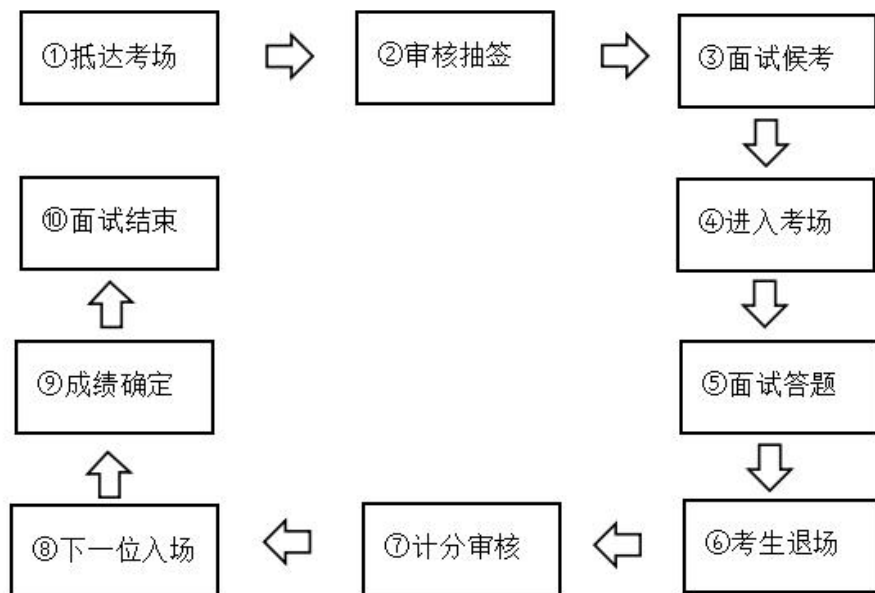 ①抵达考场
②审核抽签
③面试候考
④进入考场
⑤面试答题
⑥考生退场
⑦计分审核
⑧下一位入场
⑨成绩确定
⑩面试结束